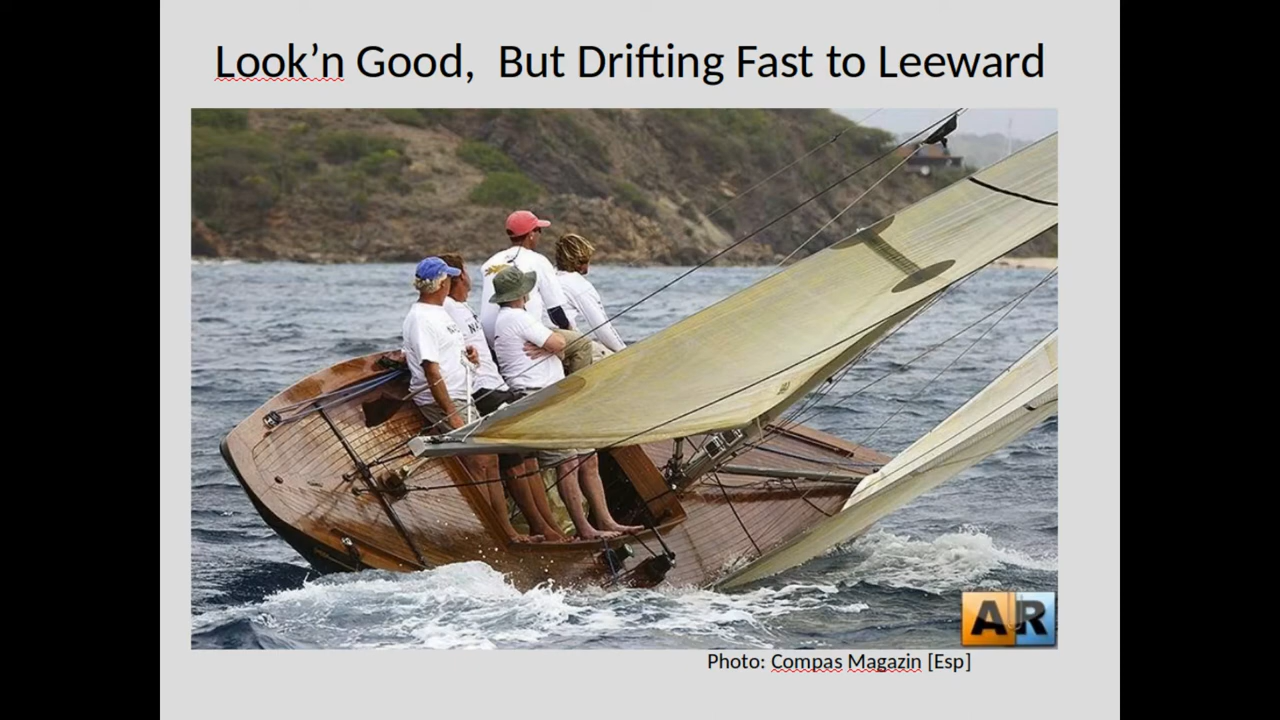 Look’n Good,  But Drifting Fast to Leeward
AR
Photo: Compas Magazin [Esp]